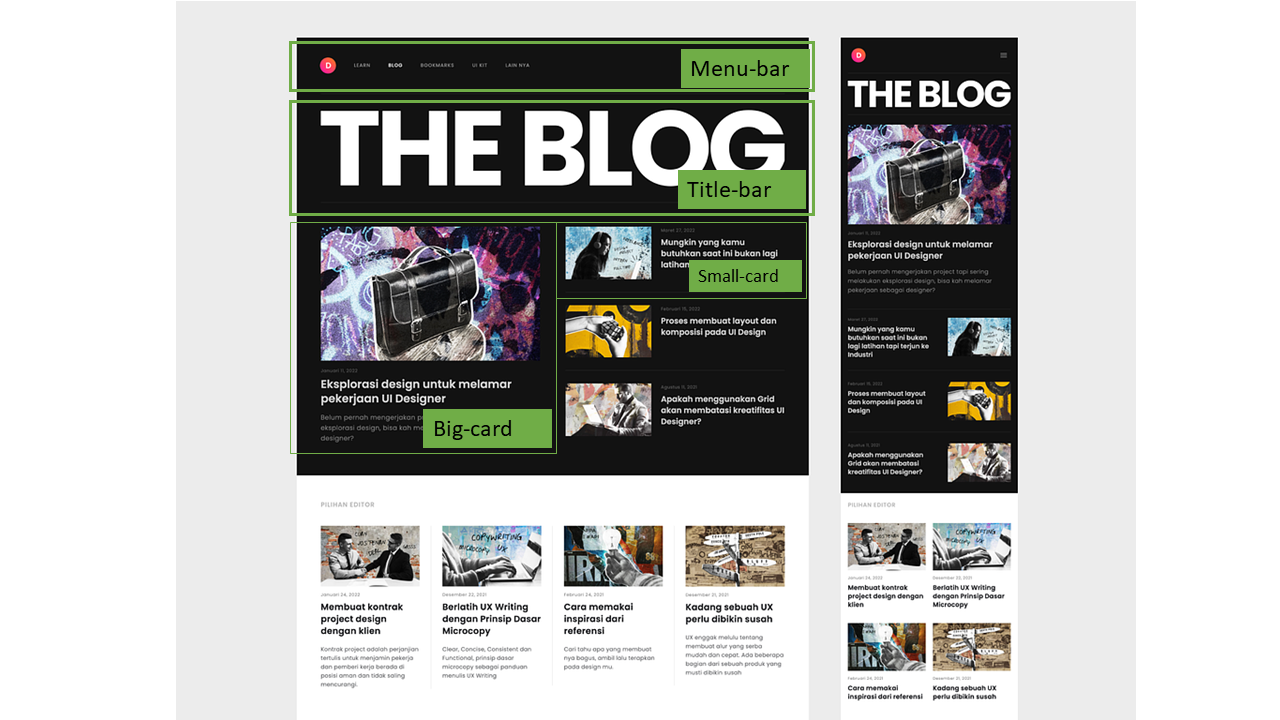 D LEARN BLOG BOOKMARKS UI KIT LAIN NYA
Menu-bar
THE BLOG
Title-bar
Januari 11, 2022
Eksplorasi design untuk melamar
pekerjaan UI Designer
Belum pernah mengerjakan
eksplorasi design, bisa kah
designer?
Big-card
Maret 27, 2022
Mungkin yang kamu
butuhkan saat ini bukan lagi
latihan
Small-card
Februari 15, 2022
Proses membuat layout dan
komposisi pada UI Design
Agustus 11, 2021
Apakah menggunakan Grid
akan membatasi kreatifitas UI
Designer?
PILIHAN EDITOR
Januari 24, 2022
Membuat kontrak
project design
dengan klien
Kontrak project adalah perjanjian
tertulis untuk menjamin pekerja
dan pemberi kerja berada di
posisi aman dan tidak saling
mencurangi.
COPYWRITING
MICROCOPY UX
Desember 22, 2021
Berlatih UX Writing
dengan Prinsip Dasar
Microcopy
Clear, Concise, Consistent dan
Functional, prinsip dasar
microcopy sebagai panduan
menulis UX Writing
Februari 24, 2021
Cara memakai
inspirasi dari
referensi
Cari tahu apa yang membuat
nya bagus, ambil lalu terapkan
pada design mu.
Desember 21, 2021
Kadang sebuah UX
perlu dibikin susah
UX enggak melulu tentang
membuat alur yang serba
mudah dan cepat. Ada beberapa
bagian dari sebuah produk yang
musti dibikin susah
D
THE BLOG
Januari 11, 2022
Eksplorasi design untuk melamar
pekerjaan UI Designer
Belum pernah mengerjakan project tapi sering
melakukan eksplorasi design, bisa kah melamar
pekerjaan sebagai designer?
Maret 27, 2022
Mungkin yang kamu
butuhkan saat ini bukan
lagi latihan tapi terjun ke
Industri
Februari 15, 2022
Proses membuat layout
dan komposisi pada UI
Design
Agustus 11, 2021
Apakah menggunakan
Grid akan membatasi
kreatifitas UI Designer?
PILIHAN EDITOR
Januari 24, 2022
Membuat kontrak
project design dengan
klien
Desember 22, 2021
Berlatih UX Writing
dengan Prinsip Dasar
Microcopy
Februari 24, 2021
Cara memakai
inspirasi dari referensi
Desember 21, 2021
Kadang sebuah UX
perlu dibikin susah